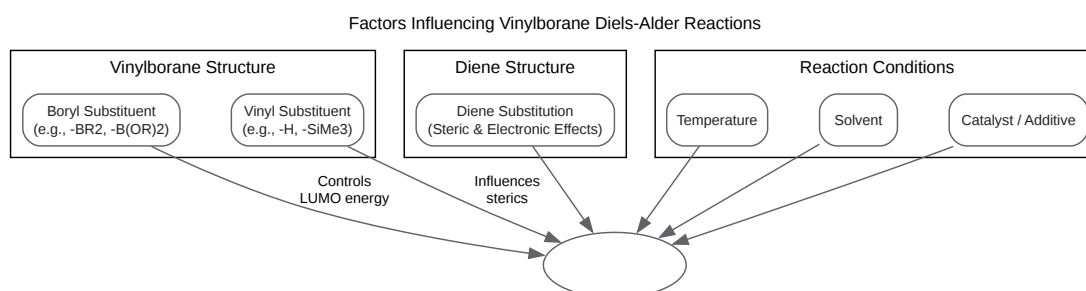 Factors Influencing Vinylborane Diels-Alder Reactions
Vinylborane Structure
Boryl Substituent
(e.g., -BR2, -B(OR)2)
Vinyl Substituent
(e.g., -H, -SiMe3)
Diene Structure
Diene Substitution
(Steric & Electronic Effects)
Reaction Conditions
Temperature
Solvent
Catalyst / Additive
Controls
LUMO energy
Influences
sterics